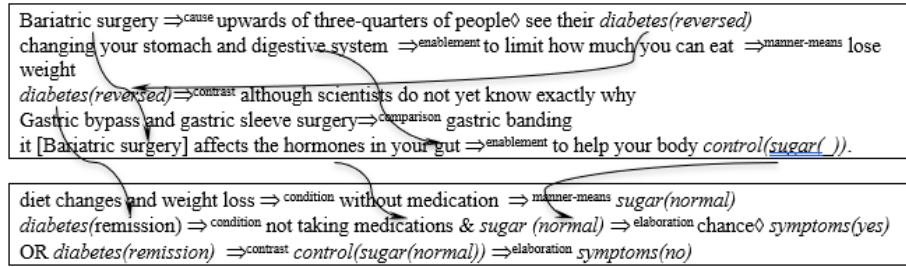 Bariatric surgery ⇒cause upwards of three-quarters of people◊ see their diabetes(reversed)
changing your stomach and digestive system ⇒enablement to limit how much you can eat ⇒manner-means lose
weight
diabetes(reversed)⇒contrast although scientists do not yet know exactly why
Gastric bypass and gastric sleeve surgery⇒comparison gastric banding
it [Bariatric surgery] affects the hormones in your gut ⇒enablement to help your body control(sugar(_)).
diet changes and weight loss ⇒ condition without medication ⇒ manner-means sugar(normal)
diabetes(remission) ⇒condition not taking medications & sugar (normal) ⇒elaboration chance◊ symptoms(yes)
OR diabetes(remission) ⇒contrast control(sugar(normal)) ⇒elaboration symptoms(no)